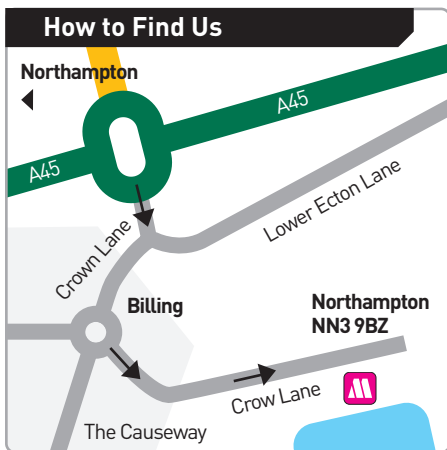 How to Find Us
Northampton
A45
A45
Lower Ecton Lane
Crown Lane
Billing
Northampton
NN3 9BZ
Crow Lane
The Causeway